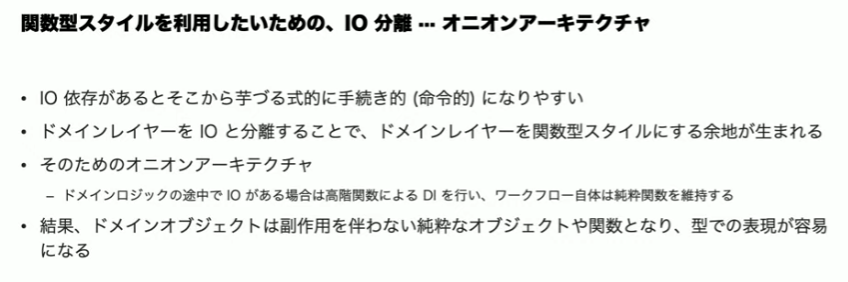 関数型スタイルを利用したいための、IO 分離 … オニオンアーキテクチャ
• IO 依存があるとそこから芋づる式的に手続き的 (命令的) になりやすい
• ドメインレイヤーを IO と分離することで、ドメインレイヤーを関数型スタイルにする余地が生まれる
• そのためのオニオンアーキテクチャ
– ドメインロジックの途中で IO がある場合は高階関数による DI を行い、ワークフロー自体は純粋関数を維持する
• 結果、ドメインオブジェクトは副作用を伴わない純粋なオブジェクトや関数となり、型での表現が容易
になる